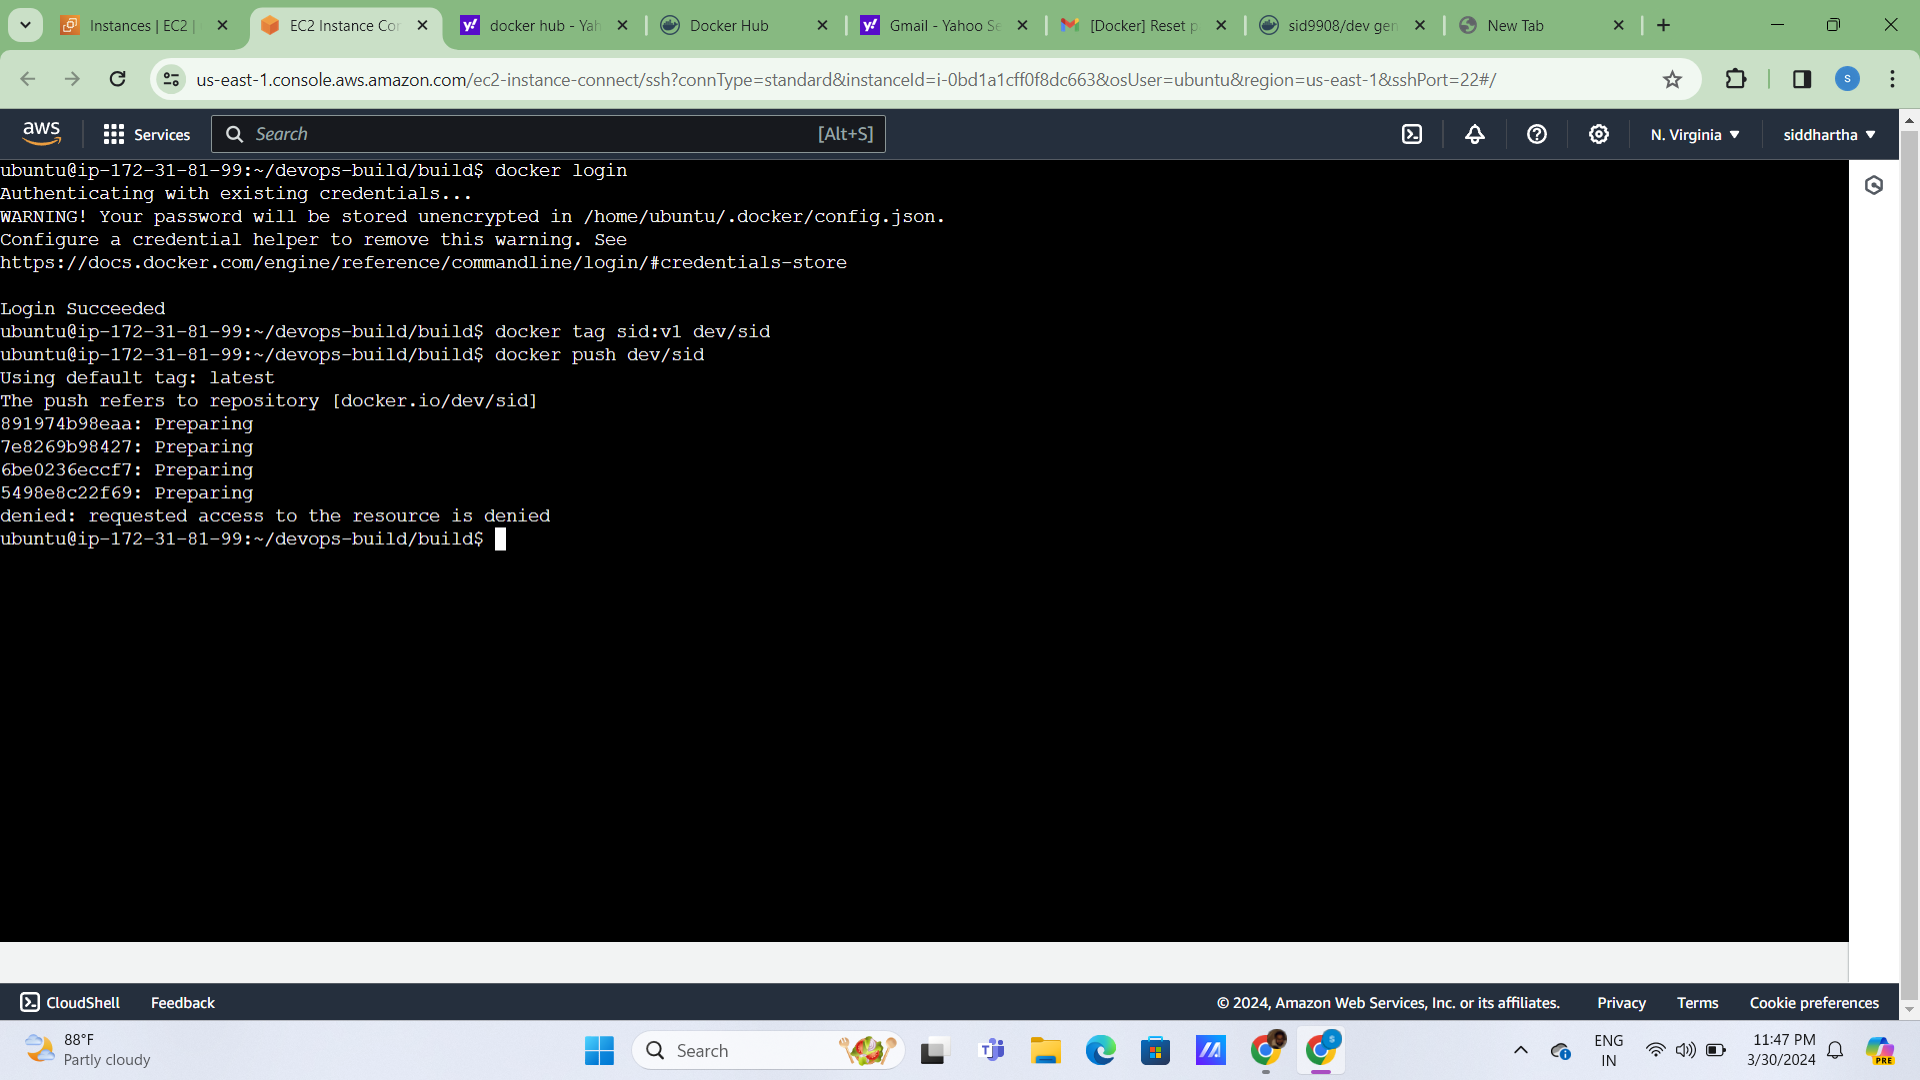 Instances | EC2 |
EC2 Instance Con
docker hub - Yah
Docker Hub
Gmail - Yahoo Se
[Docker] Reset p
sid9908/dev gen
New Tab
us-east-1.console.aws.amazon.com/ec2-instance-connect/ssh?connType=standard&instanceId=i-0bd1a1cff0f8dc663&osUser=ubuntu&region=us-east-1&sshPort=22#/
S
aws
Services
Search
[Alt+S]
N. Virginia
siddhartha
ubuntu@ip-172-31-81-99:~/devops-build/build$ docker login
Authenticating with existing credentials...
WARNING! Your password will be stored unencrypted in /home/ubuntu/.docker/config.json.
Configure a credential helper to remove this warning. See
https://docs.docker.com/engine/reference/commandline/login/#credentials-store
Login Succeeded
ubuntu@ip-172-31-81-99:~/devops-build/build$ docker tag sid:v1 dev/sid
ubuntu@ip-172-31-81-99:~/devops-build/build$ docker push dev/sid
Using default tag: latest
The push refers to repository [docker.io/dev/sid]
891974b98eaa: Preparing
7e8269b98427: Preparing
6be0236eccf7: Preparing
5498e8c22f69: Preparing
denied: requested access to the resource is denied
ubuntu@ip-172-31-81-99:~/devops-build/build$
CloudShell
Feedback
© 2024, Amazon Web Services, Inc. or its affiliates.
Privacy
Terms
Cookie preferences
88°F
Partly cloudy
Search
ENG
IN
11:47 PM
3/30/2024
PRE